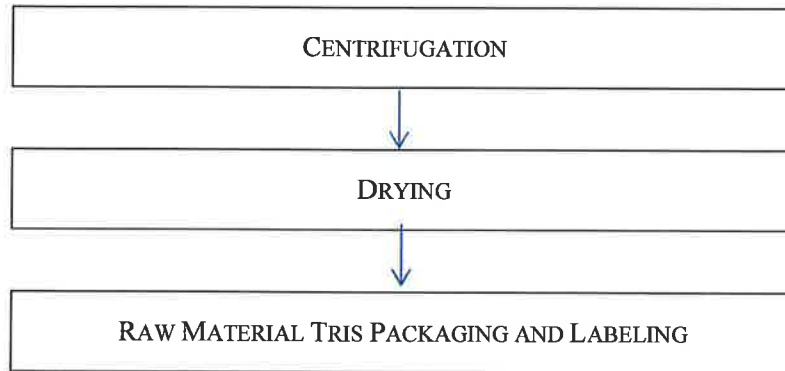 CENTRIFUGATION
DRYING
RAW MATERIAL TRIS PACKAGING AND LABELING